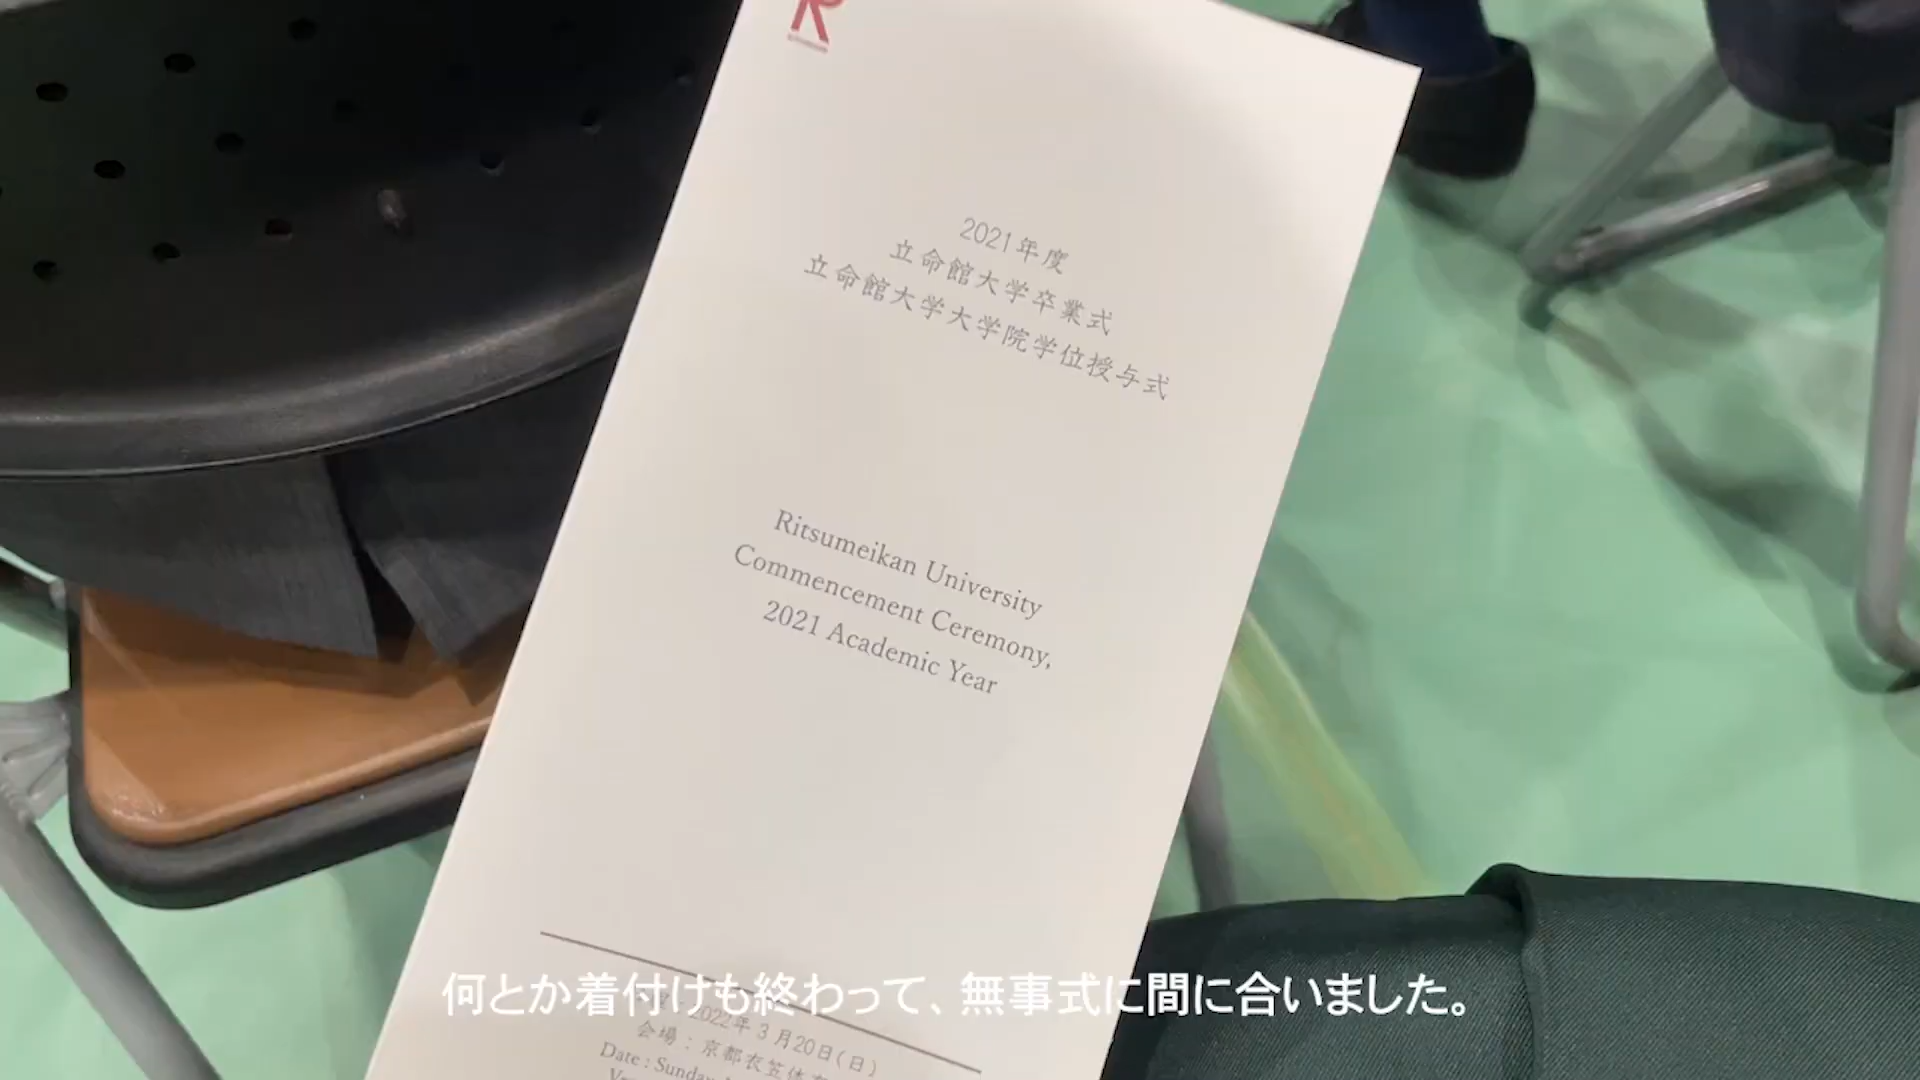 R
2021年度
立命館大学卒業式
立命館大学大学院学位授与式
Ritsumeikan University
Commencement Ceremony,
2021 Academic Year
何とか着付けも終わって、無事式に間に合いました。
2022年3月20日(日)
会場：京都衣笠体
Date : Sunday,